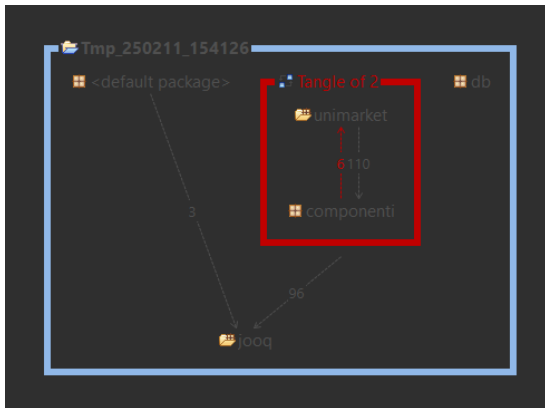 Tmp_250211_154126
<default package>
Tangle of 2
db
unimarket
6 110
componenti
3
96
jooq